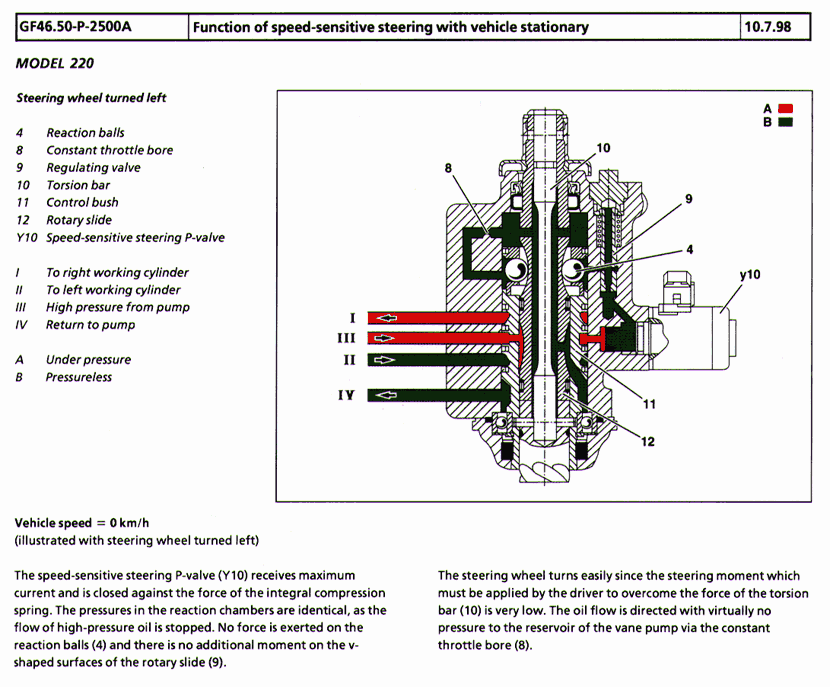 GF46.50-P-2500A
Function of speed-sensitive steering with vehicle stationary
10.7.98
MODEL 220
Steering wheel turned left
4 Reaction balls
8 Constant throttle bore
9 Regulating valve
10 Torsion bar
11 Control bush
12 Rotary slide
Y10 Speed-sensitive steering P-valve
I To right working cylinder
II To left working cylinder
III High pressure from pump
IV Return to pump
A Under pressure
B Pressureless
A
B
10
8
9
4
y10
I
III
II
IV
11
12
Vehicle speed = 0 km/h
(illustrated with steering wheel turned left)
The speed-sensitive steering P-valve (Y10) receives maximum
current and is closed against the force of the integral compression
spring. The pressures in the reaction chambers are identical, as the
flow of high-pressure oil is stopped. No force is exerted on the
reaction balls (4) and there is no additional moment on the v-
shaped surfaces of the rotary slide (9).
The steering wheel turns easily since the steering moment which
must be applied by the driver to overcome the force of the torsion
bar (10) is very low. The oil flow is directed with virtually no
pressure to the reservoir of the vane pump via the constant
throttle bore (8).